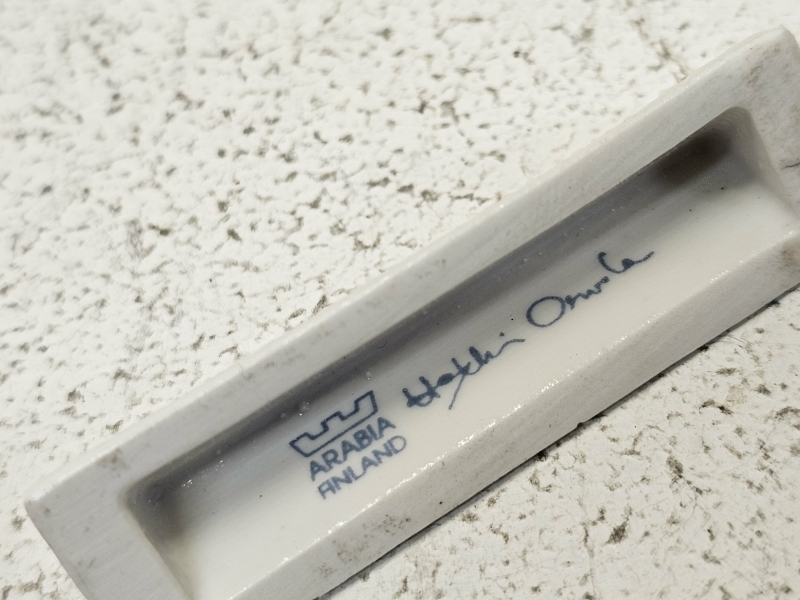 ARABIA
FINLAND
Heikki Orvola